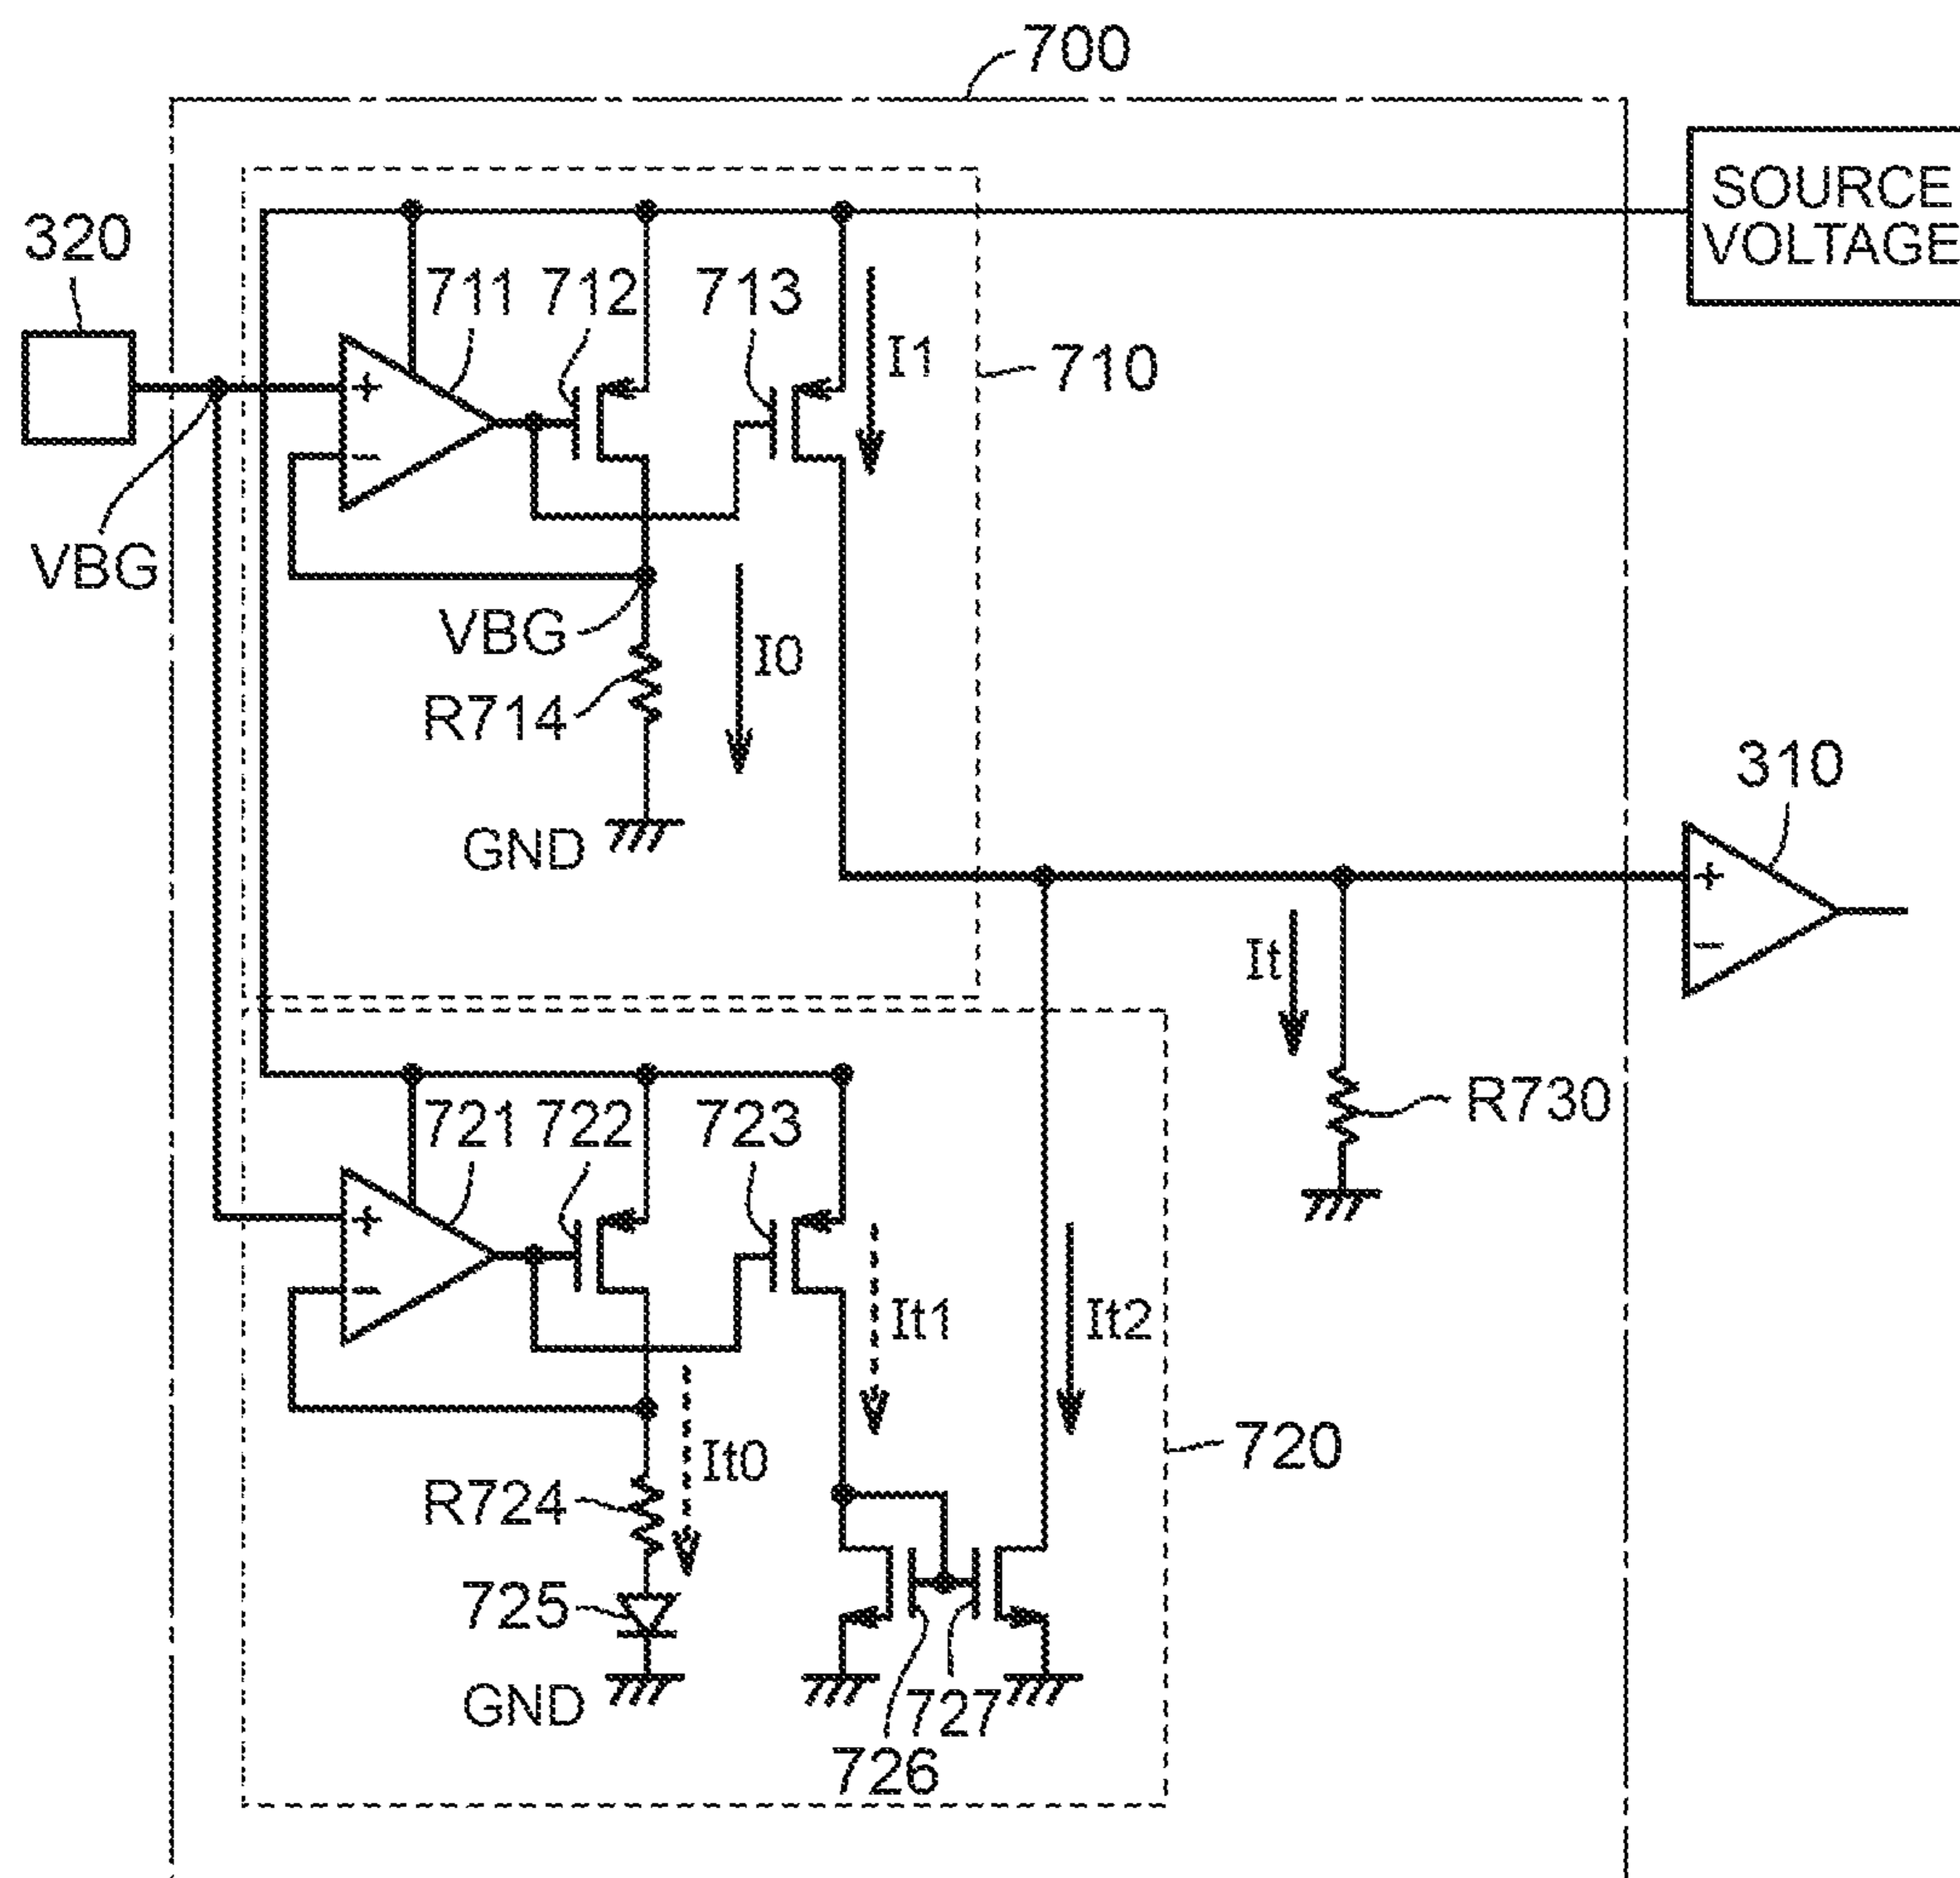 700
SOURCE
VOLTAGE
320
711
712
713
I1
710
+
−
VBG
VBG
I0
R714
GND
310
+
−
It
R730
721
722
723
+
−
It1
It2
It0
720
R724
725
GND
727
726